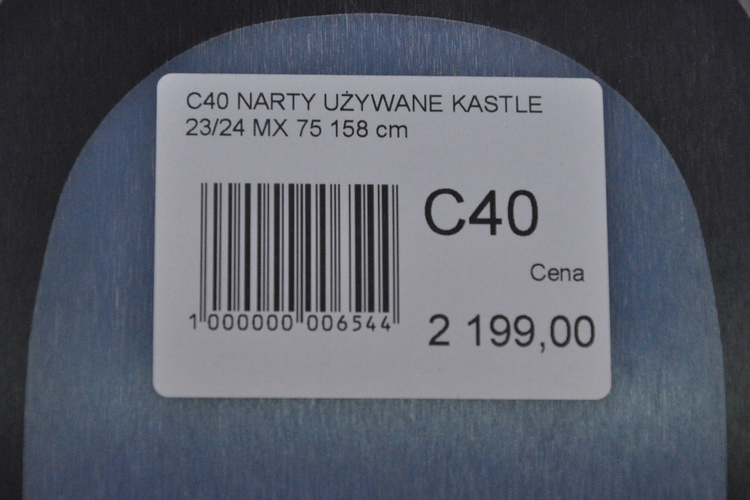 C40 NARTY UŻYWANE KASTLE
23/24 MX 75 158 cm
C40
Cena
2 199,00
1 000000 006544